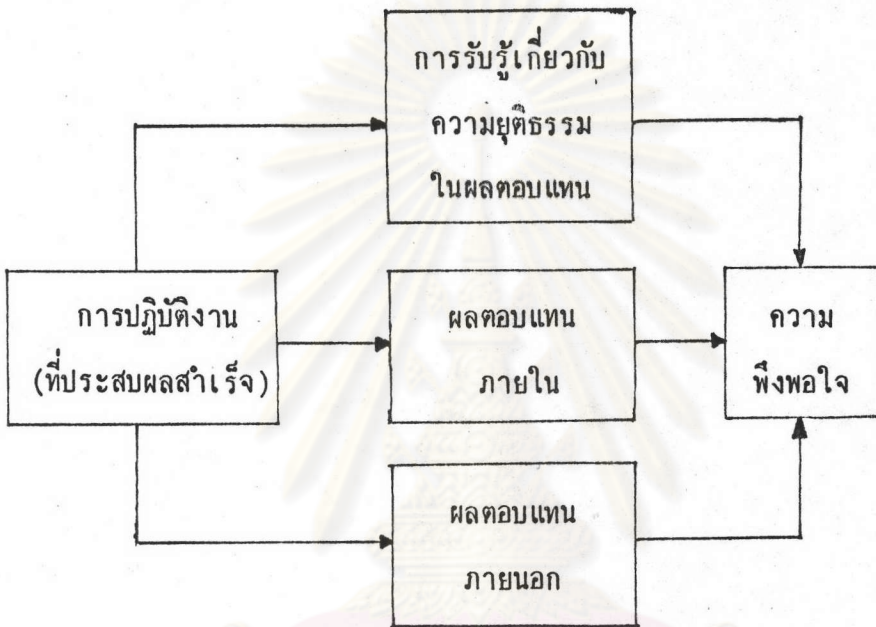 การรับรู้เกี่ยวกับ
ความยุติธรรม
ในผลตอบแทน
การปฏิบัติงาน
(ที่ประสบผลสำเร็จ)
ผลตอบแทน
ภายใน
ความ
พึงพอใจ
ผลตอบแทน
ภายนอก